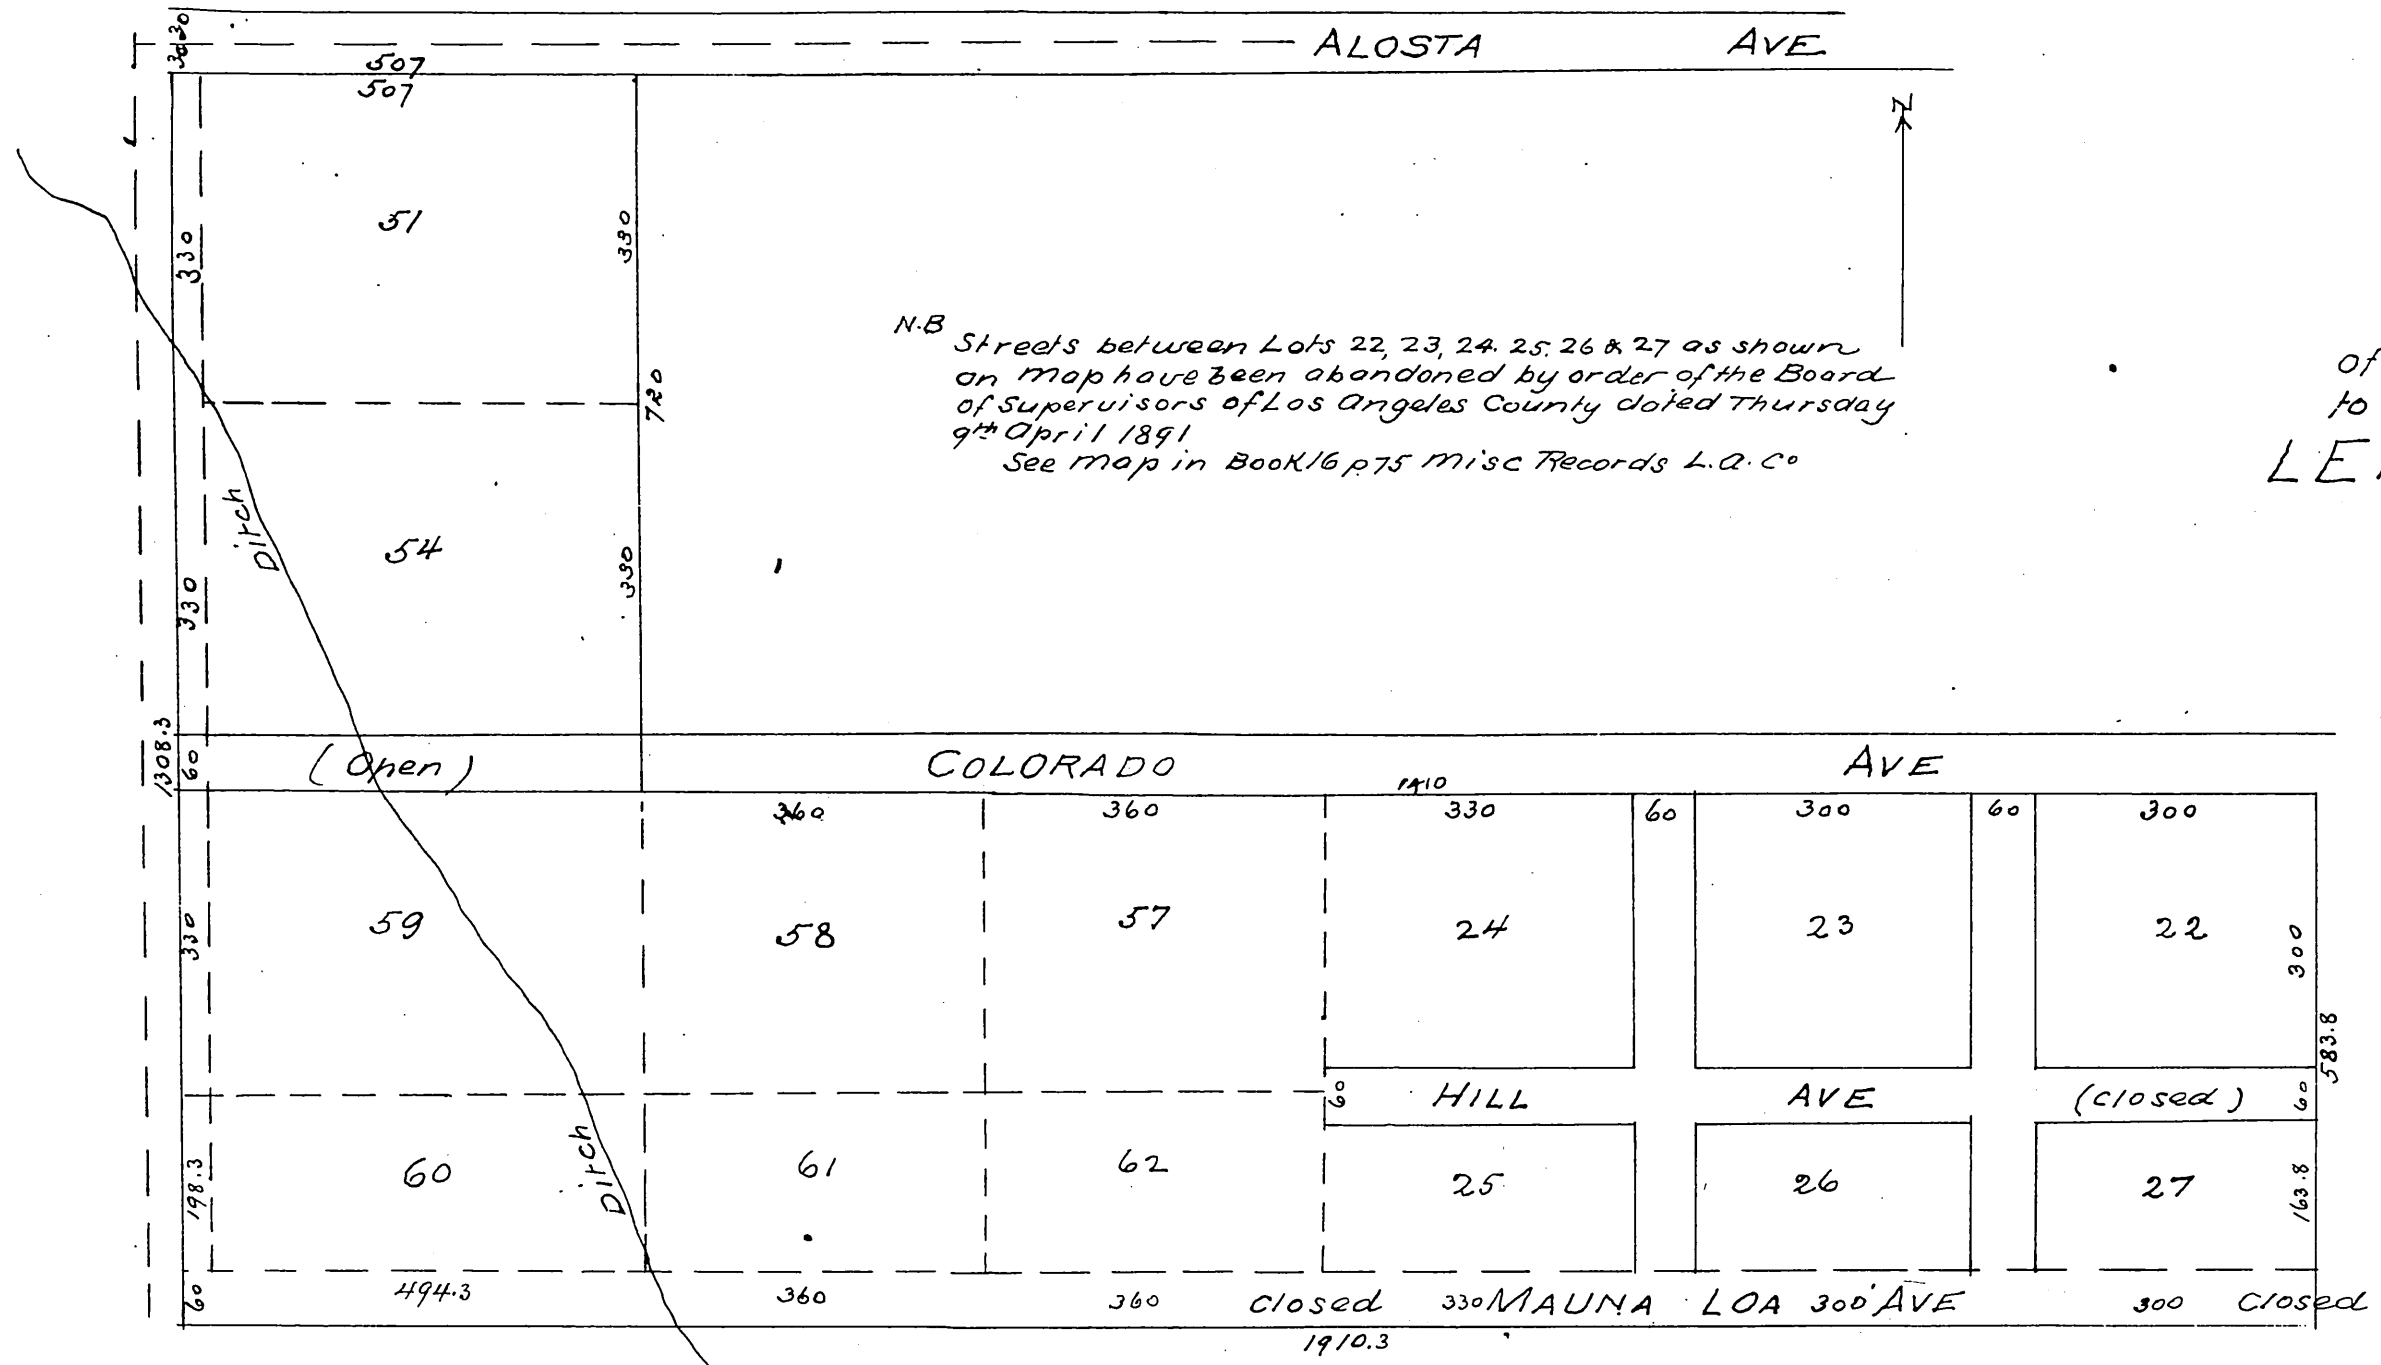 ALOSTA AVE
30 30
507
507
51
330
330
N
N.B
Streets between Lots 22, 23, 24. 25. 26 & 27 as shown
on map have been abandoned by order of the Board
of Supervisors of Los Angeles County dated Thursday
9th April 1891
See map in Book 16 p 75 Misc Records L.A. Co
of
to
720
Ditch
54
330
330
1308.3
60
(Open)
COLORADO AVE
1410
360 360 330 60 300 60 300
330
59 58 57 24 23 22
300
583.8
60
HILL AVE (closed)
60
198.3
60 61 62 25 26 27
Ditch
163.8
60
494.3 360 360 closed 330 MAUNA LOA 300 AVE 300 closed
1910.3